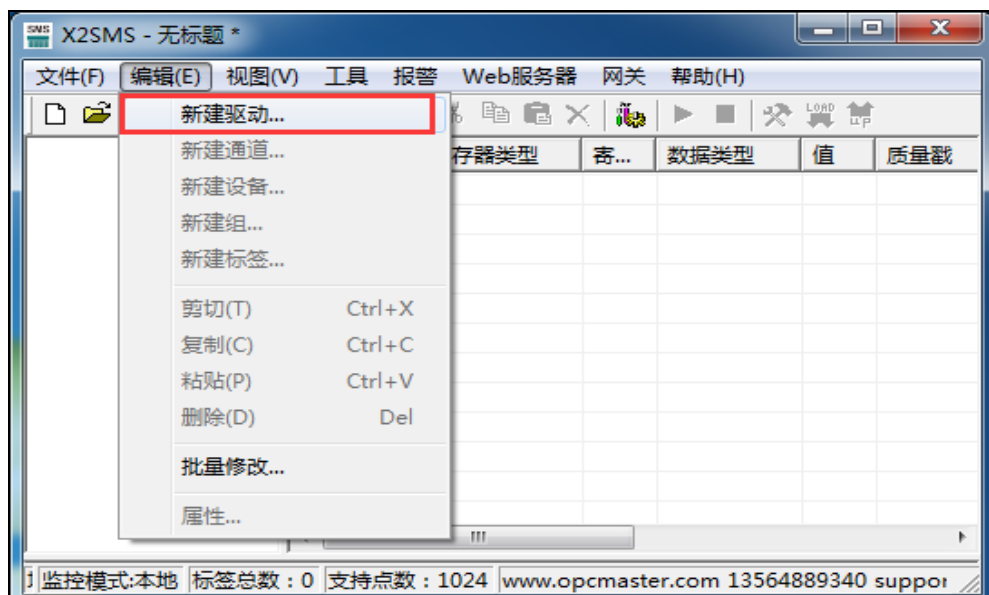 SMS X2SMS - 无标题 *
文件(F) 编辑(E) 视图(V) 工具 报警 Web服务器 网关 帮助(H)
新建驱动...
LOAD UP
新建通道...
存器类型 寄... 数据类型 值 质量戳
新建设备...
新建组...
新建标签...
剪切(T) Ctrl+X
复制(C) Ctrl+C
粘贴(P) Ctrl+V
删除(D) Del
批量修改...
属性...
监控模式:本地 标签总数：0 支持点数：1024 www.opcmaster.com 13564889340 suppor